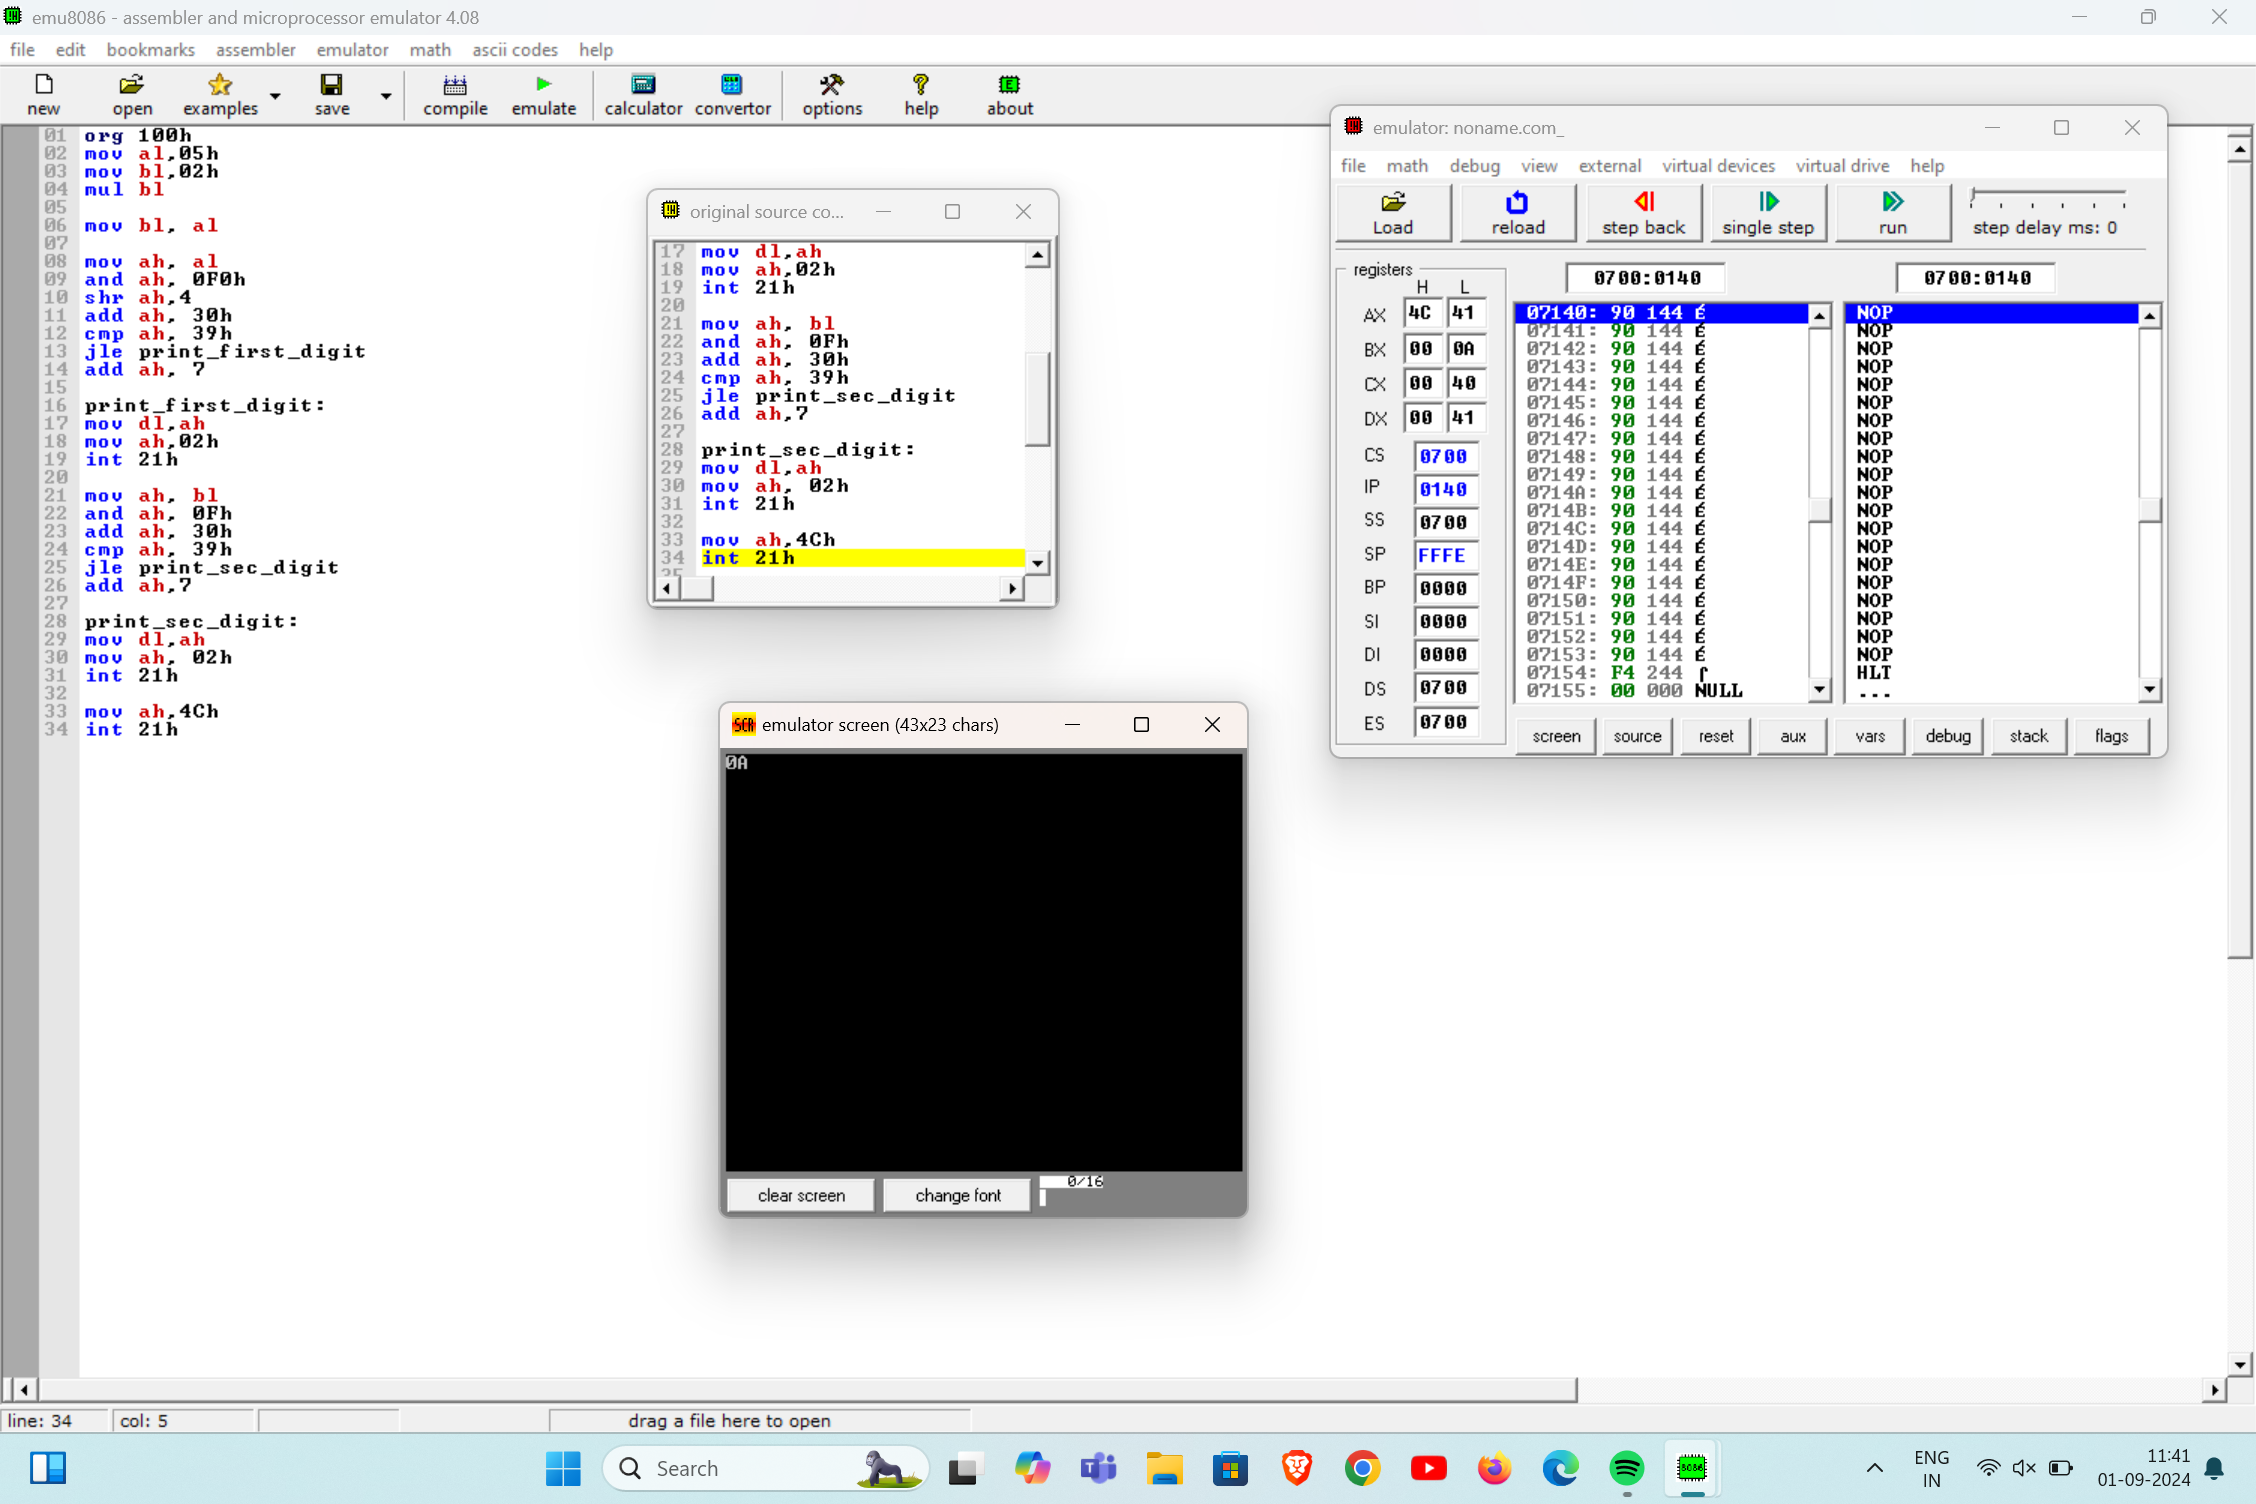 emu8086 - assembler and microprocessor emulator 4.08
file edit bookmarks assembler emulator math ascii codes help
new open examples save compile emulate calculator convertor options help about
01 org 100h
02 mov al,05h
03 mov bl,02h
04 mul bl
05
06 mov bl, al
07
08 mov ah, al
09 and ah, 0F0h
10 shr ah,4
11 add ah, 30h
12 cmp ah, 39h
13 jle print_first_digit
14 add ah, 7
15
16 print_first_digit:
17 mov dl,ah
18 mov ah,02h
19 int 21h
20
21 mov ah, bl
22 and ah, 0Fh
23 add ah, 30h
24 cmp ah, 39h
25 jle print_sec_digit
26 add ah,7
27
28 print_sec_digit:
29 mov dl,ah
30 mov ah, 02h
31 int 21h
32
33 mov ah,4Ch
34 int 21h
original source co...
17 mov dl,ah
18 mov ah,02h
19 int 21h
20
21 mov ah, bl
22 and ah, 0Fh
23 add ah, 30h
24 cmp ah, 39h
25 jle print_sec_digit
26 add ah,7
27
28 print_sec_digit:
29 mov dl,ah
30 mov ah, 02h
31 int 21h
32
33 mov ah,4Ch
34 int 21h
SCR emulator screen (43x23 chars)
0A
clear screen change font 0/16
emulator: noname.com_
file math debug view external virtual devices virtual drive help
Load reload step back single step run step delay ms: 0
registers 0700:0140 0700:0140
H L
AX 4C 41
BX 00 0A
CX 00 40
DX 00 41
CS 0700
IP 0140
SS 0700
SP FFFE
BP 0000
SI 0000
DI 0000
DS 0700
ES 0700
07140: 90 144 É NOP
07141: 90 144 É NOP
07142: 90 144 É NOP
07143: 90 144 É NOP
07144: 90 144 É NOP
07145: 90 144 É NOP
07146: 90 144 É NOP
07147: 90 144 É NOP
07148: 90 144 É NOP
07149: 90 144 É NOP
0714A: 90 144 É NOP
0714B: 90 144 É NOP
0714C: 90 144 É NOP
0714D: 90 144 É NOP
0714E: 90 144 É NOP
0714F: 90 144 É NOP
07150: 90 144 É NOP
07151: 90 144 É NOP
07152: 90 144 É NOP
07153: 90 144 É NOP
07154: F4 244 ⌠ HLT
07155: 00 000 NULL ...
screen source reset aux vars debug stack flags
line: 34 col: 5 drag a file here to open
Search
8086
ENG
IN
11:41
01-09-2024